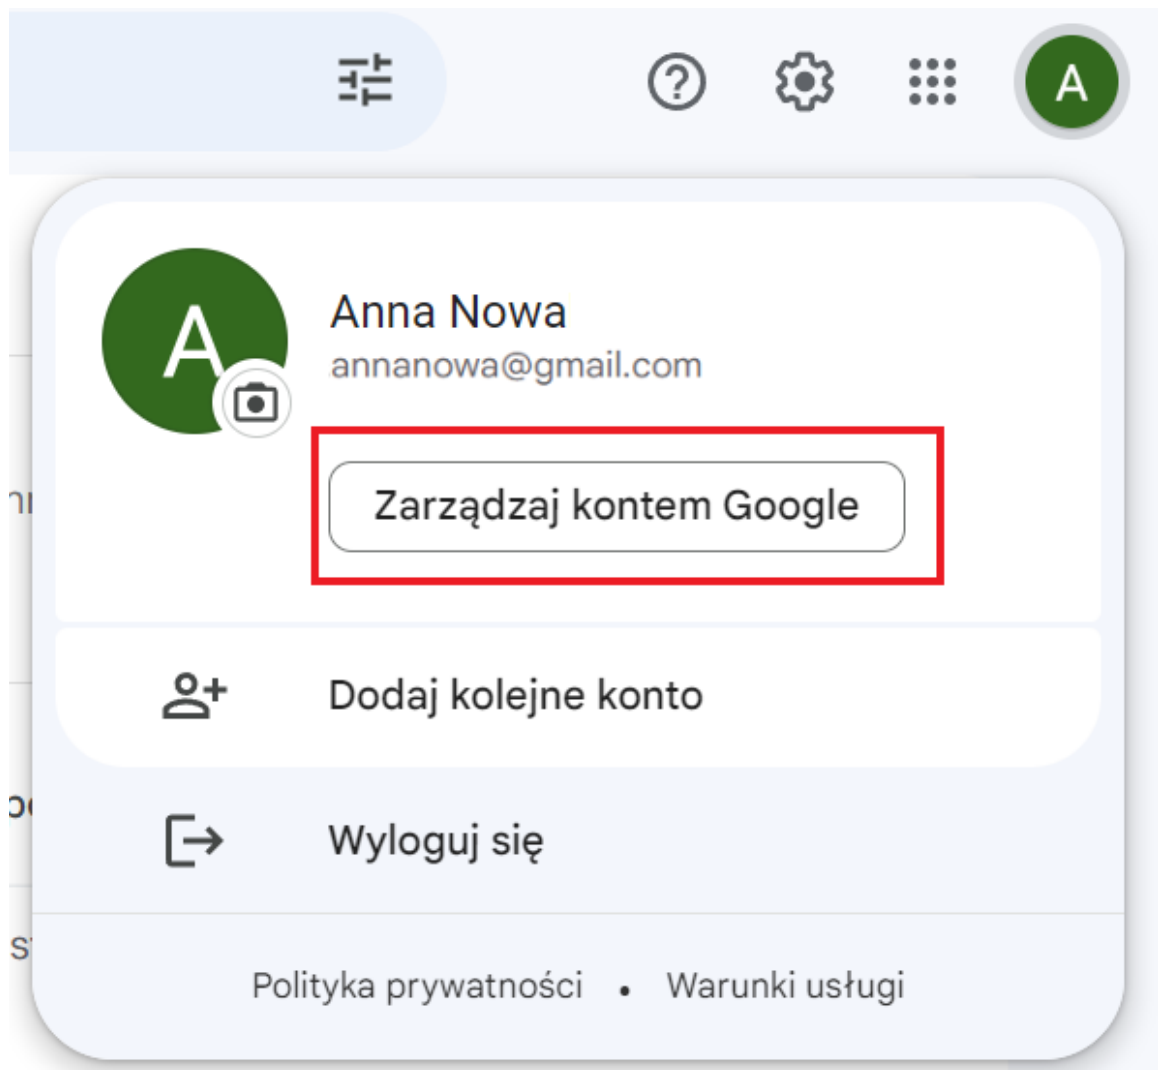 A
A
Anna Nowa
annanowa@gmail.com
Zarządzaj kontem Google
Dodaj kolejne konto
Wyloguj się
Polityka prywatności • Warunki usługi